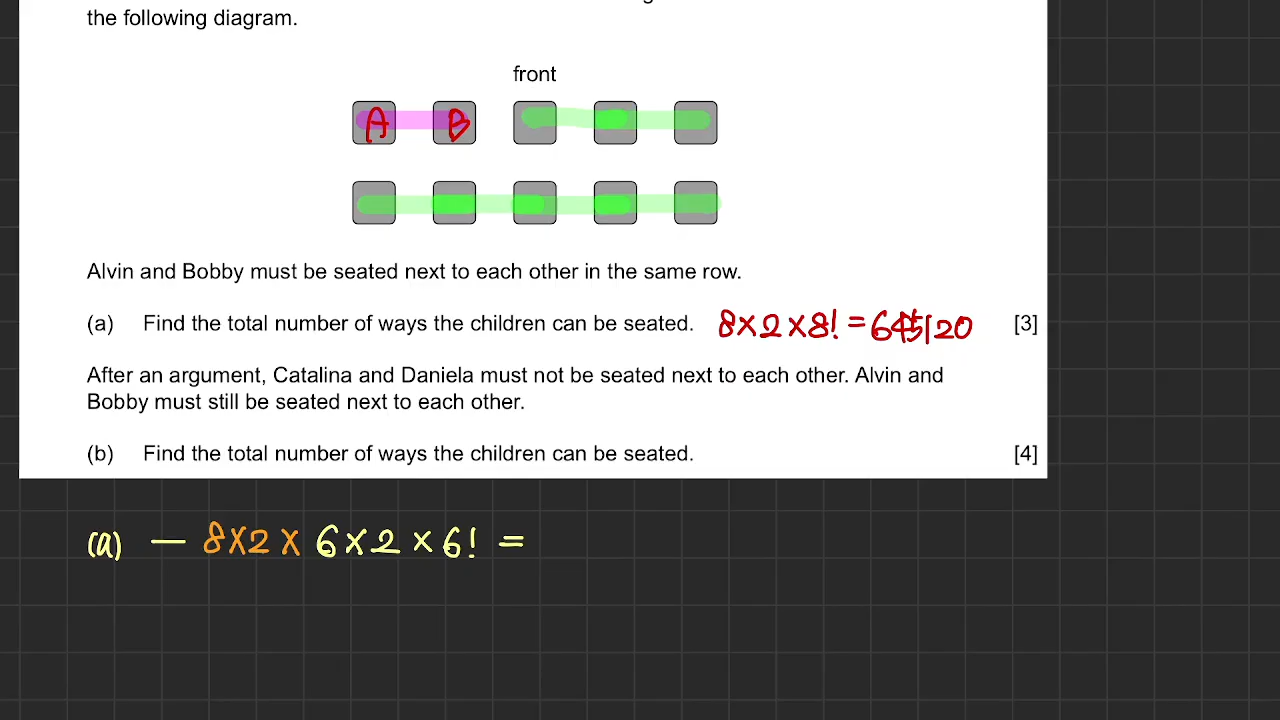 the following diagram.
front
A B
Alvin and Bobby must be seated next to each other in the same row.
(a) Find the total number of ways the children can be seated. 8×2×8! = 645120 [3]
After an argument, Catalina and Daniela must not be seated next to each other. Alvin and
Bobby must still be seated next to each other.
(b) Find the total number of ways the children can be seated. [4]
(a) − 8×2 × 6×2 × 6! =